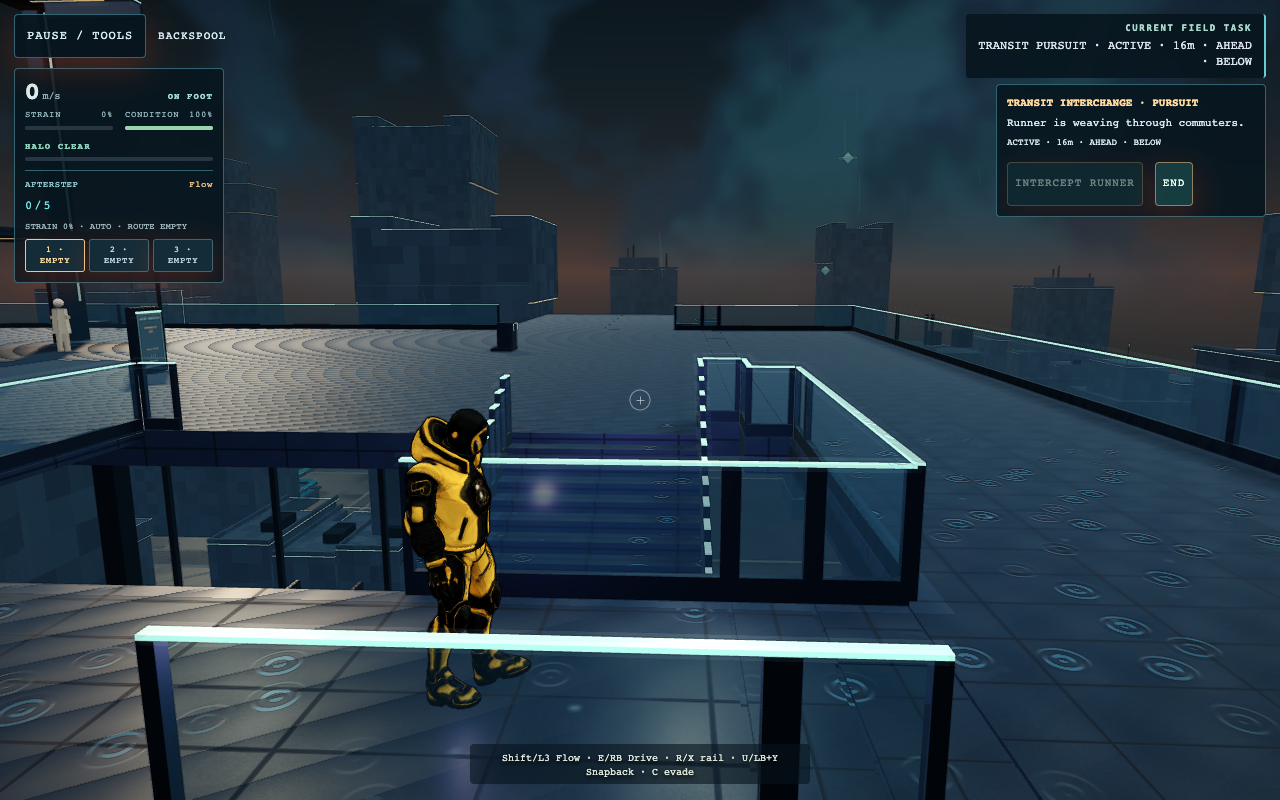 PAUSE / TOOLS
BACKSPOOL
0 m/s
ON FOOT
STRAIN 0%
CONDITION 100%
HALO CLEAR
AFTERSTEP
Flow
0 / 5
STRAIN 0% · AUTO · ROUTE EMPTY
1 · EMPTY
2 · EMPTY
3 · EMPTY
CURRENT FIELD TASK
TRANSIT PURSUIT · ACTIVE · 16m · AHEAD
· BELOW
TRANSIT INTERCHANGE · PURSUIT
Runner is weaving through commuters.
ACTIVE · 16m · AHEAD · BELOW
INTERCEPT RUNNER
END
Shift/L3 Flow · E/RB Drive · R/X rail · U/LB+Y
Snapback · C evade